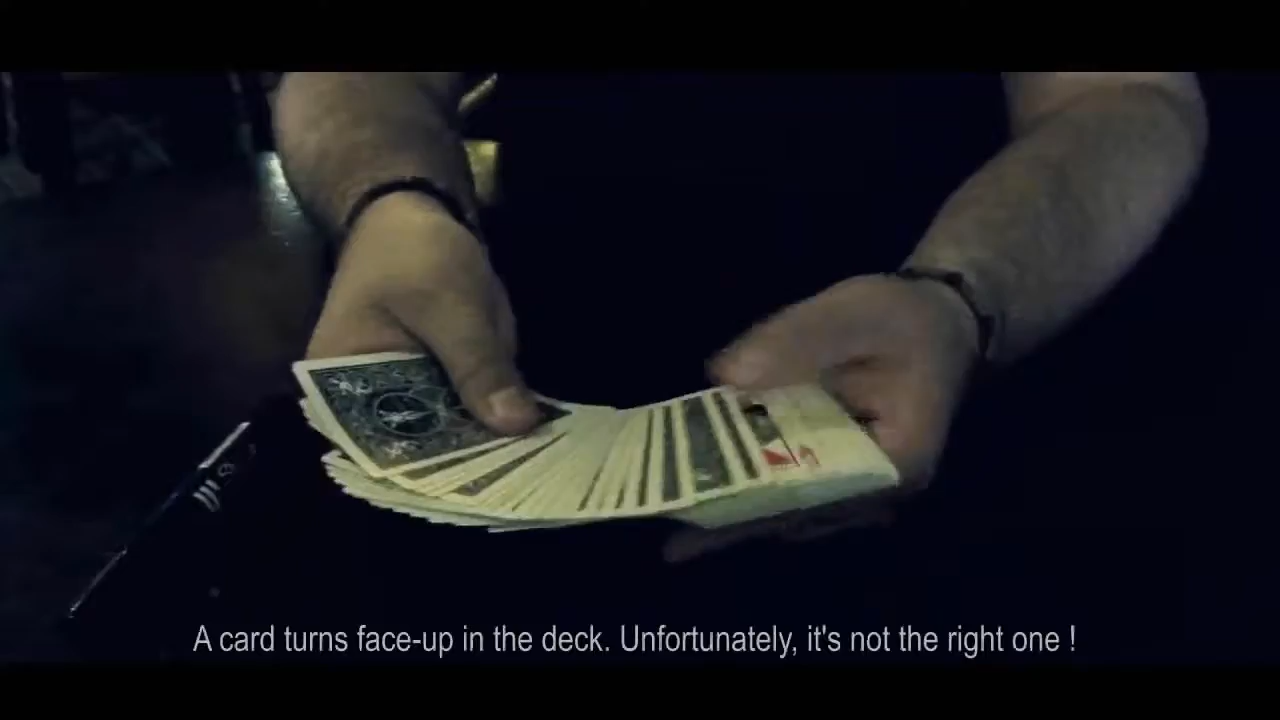 A card turns face-up in the deck. Unfortunately, it's not the right one !